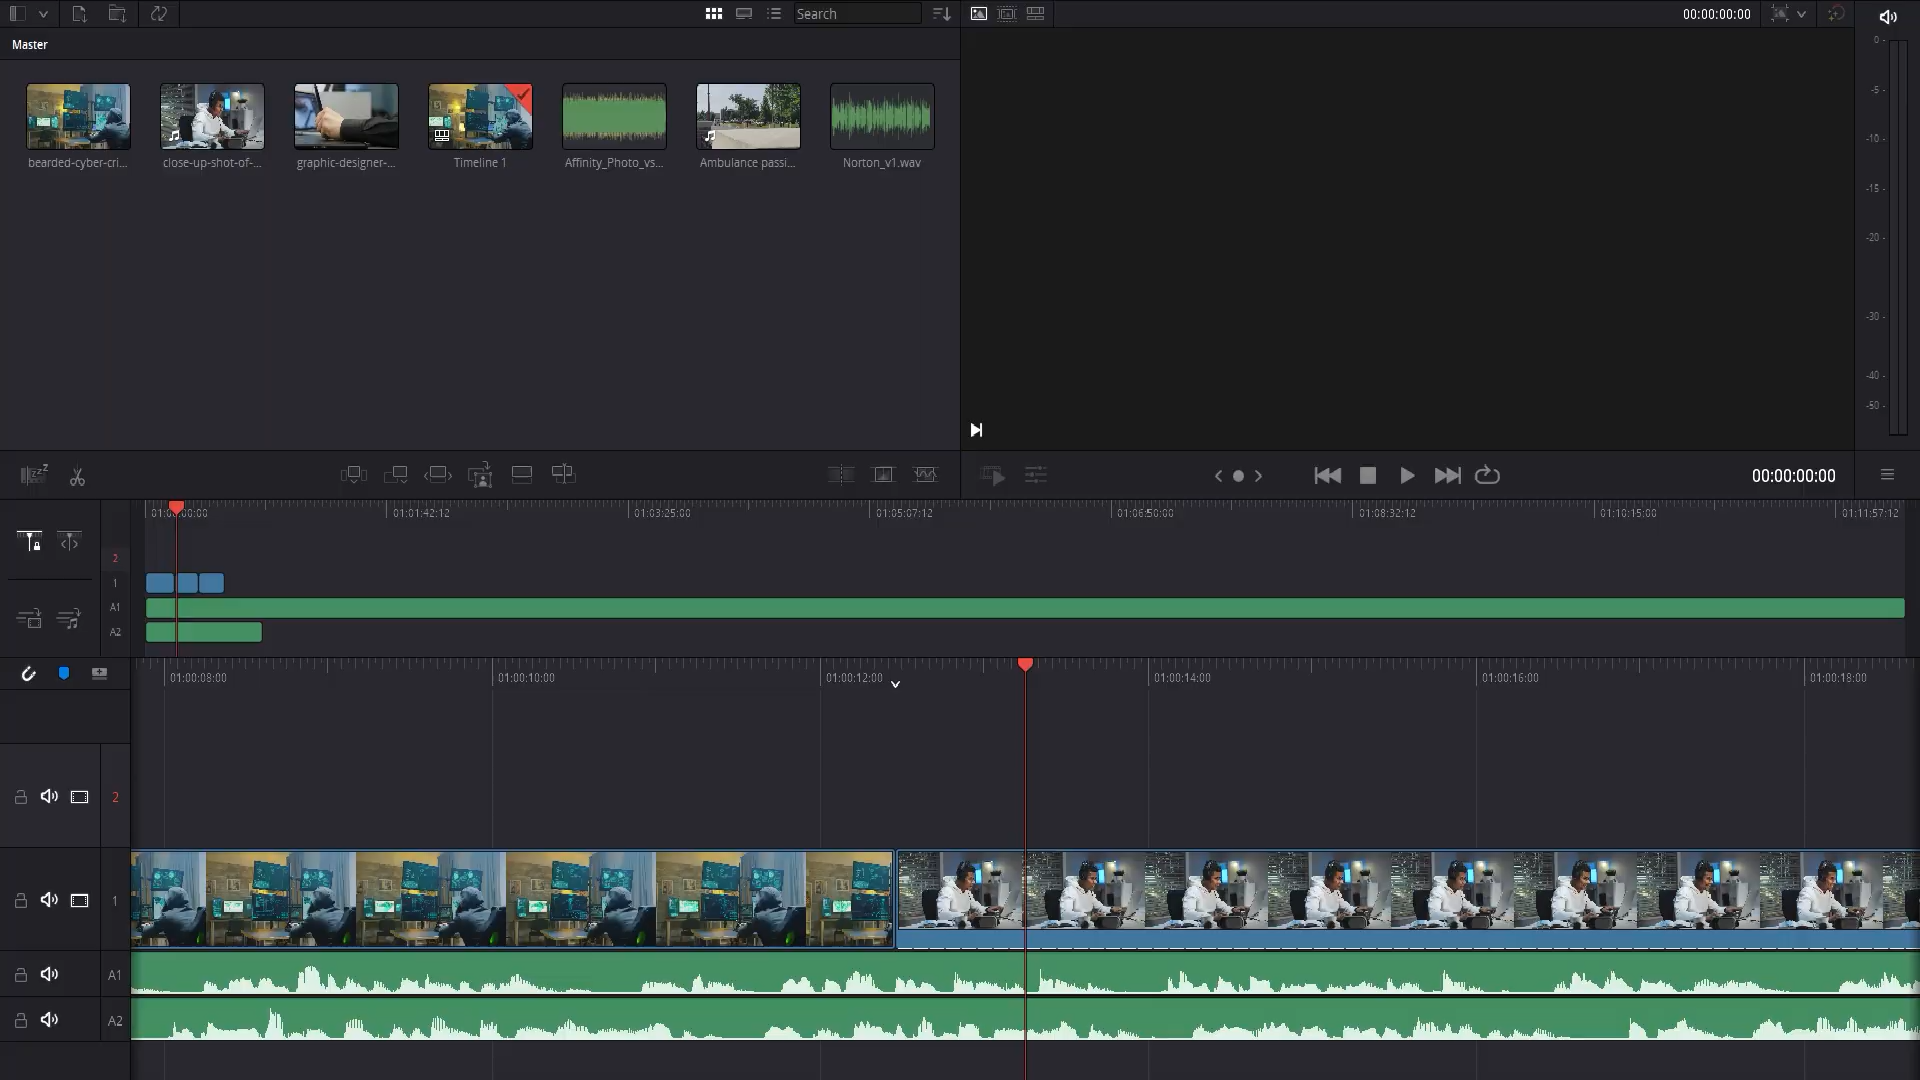 Search
00:00:00:00
Master
0
-5
-10
-15
-20
-30
-40
-50
bearded-cyber-cri...
close-up-shot-of-...
graphic-designer-...
Timeline 1
Affinity_Photo_vs...
Ambulance passi...
Norton_v1.wav
00:00:00:00
01:01:42:12
01:03:25:00
01:05:07:12
01:06:50:00
01:08:32:12
01:10:15:00
01:11:57:12
2
1
A1
A2
01:00:08:00
01:00:10:00
01:00:12:00
01:00:14:00
01:00:16:00
01:00:18:00
2
1
A1
A2